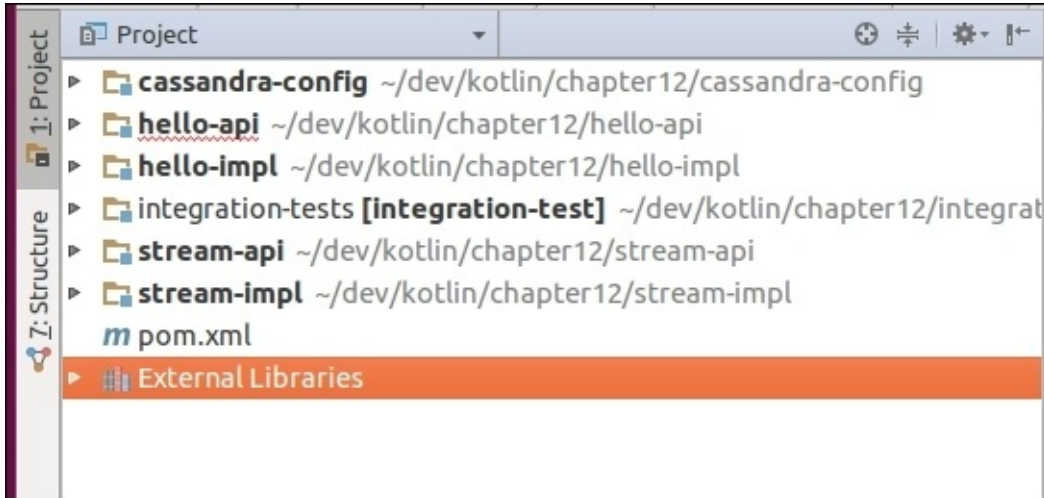 Project
cassandra-config ~/dev/kotlin/chapter12/cassandra-config
hello-api ~/dev/kotlin/chapter12/hello-api
hello-impl ~/dev/kotlin/chapter12/hello-impl
integration-tests [integration-test] ~/dev/kotlin/chapter12/integrat
stream-api ~/dev/kotlin/chapter12/stream-api
stream-impl ~/dev/kotlin/chapter12/stream-impl
m pom.xml
External Libraries
1: Project
7: Structure